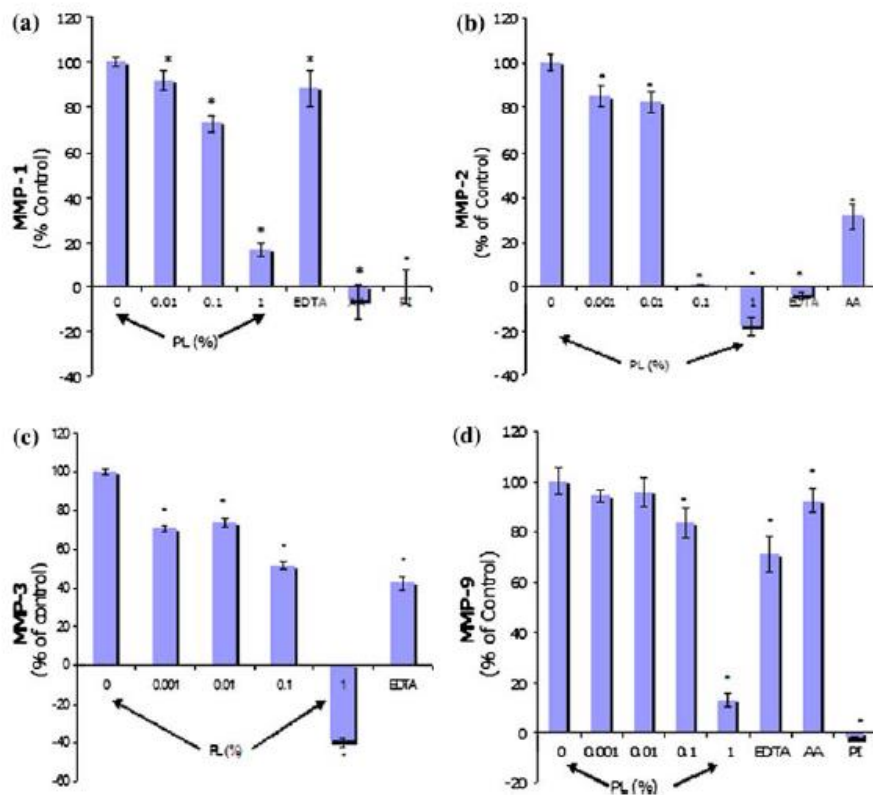 (a)
120
100
80
60
40
20
0
-20
-40
MMP-1
(% Control)
* * * * * *
0 0.01 0.1 1 EDTA PI
PL (%)
(b)
120
100
80
60
40
20
0
-20
-40
MMP-2
(% of Control)
0 0.001 0.01 0.1 1 EDTA AA
PL (%)
(c)
120
100
80
60
40
20
0
-20
-40
-60
MMP-3
(% of control)
0 0.001 0.01 0.1 1 EDTA
PL (%)
(d)
120
100
80
60
40
20
0
-20
MMP-9
(% of Control)
0 0.001 0.01 0.1 1 EDTA AA PI
PL (%)